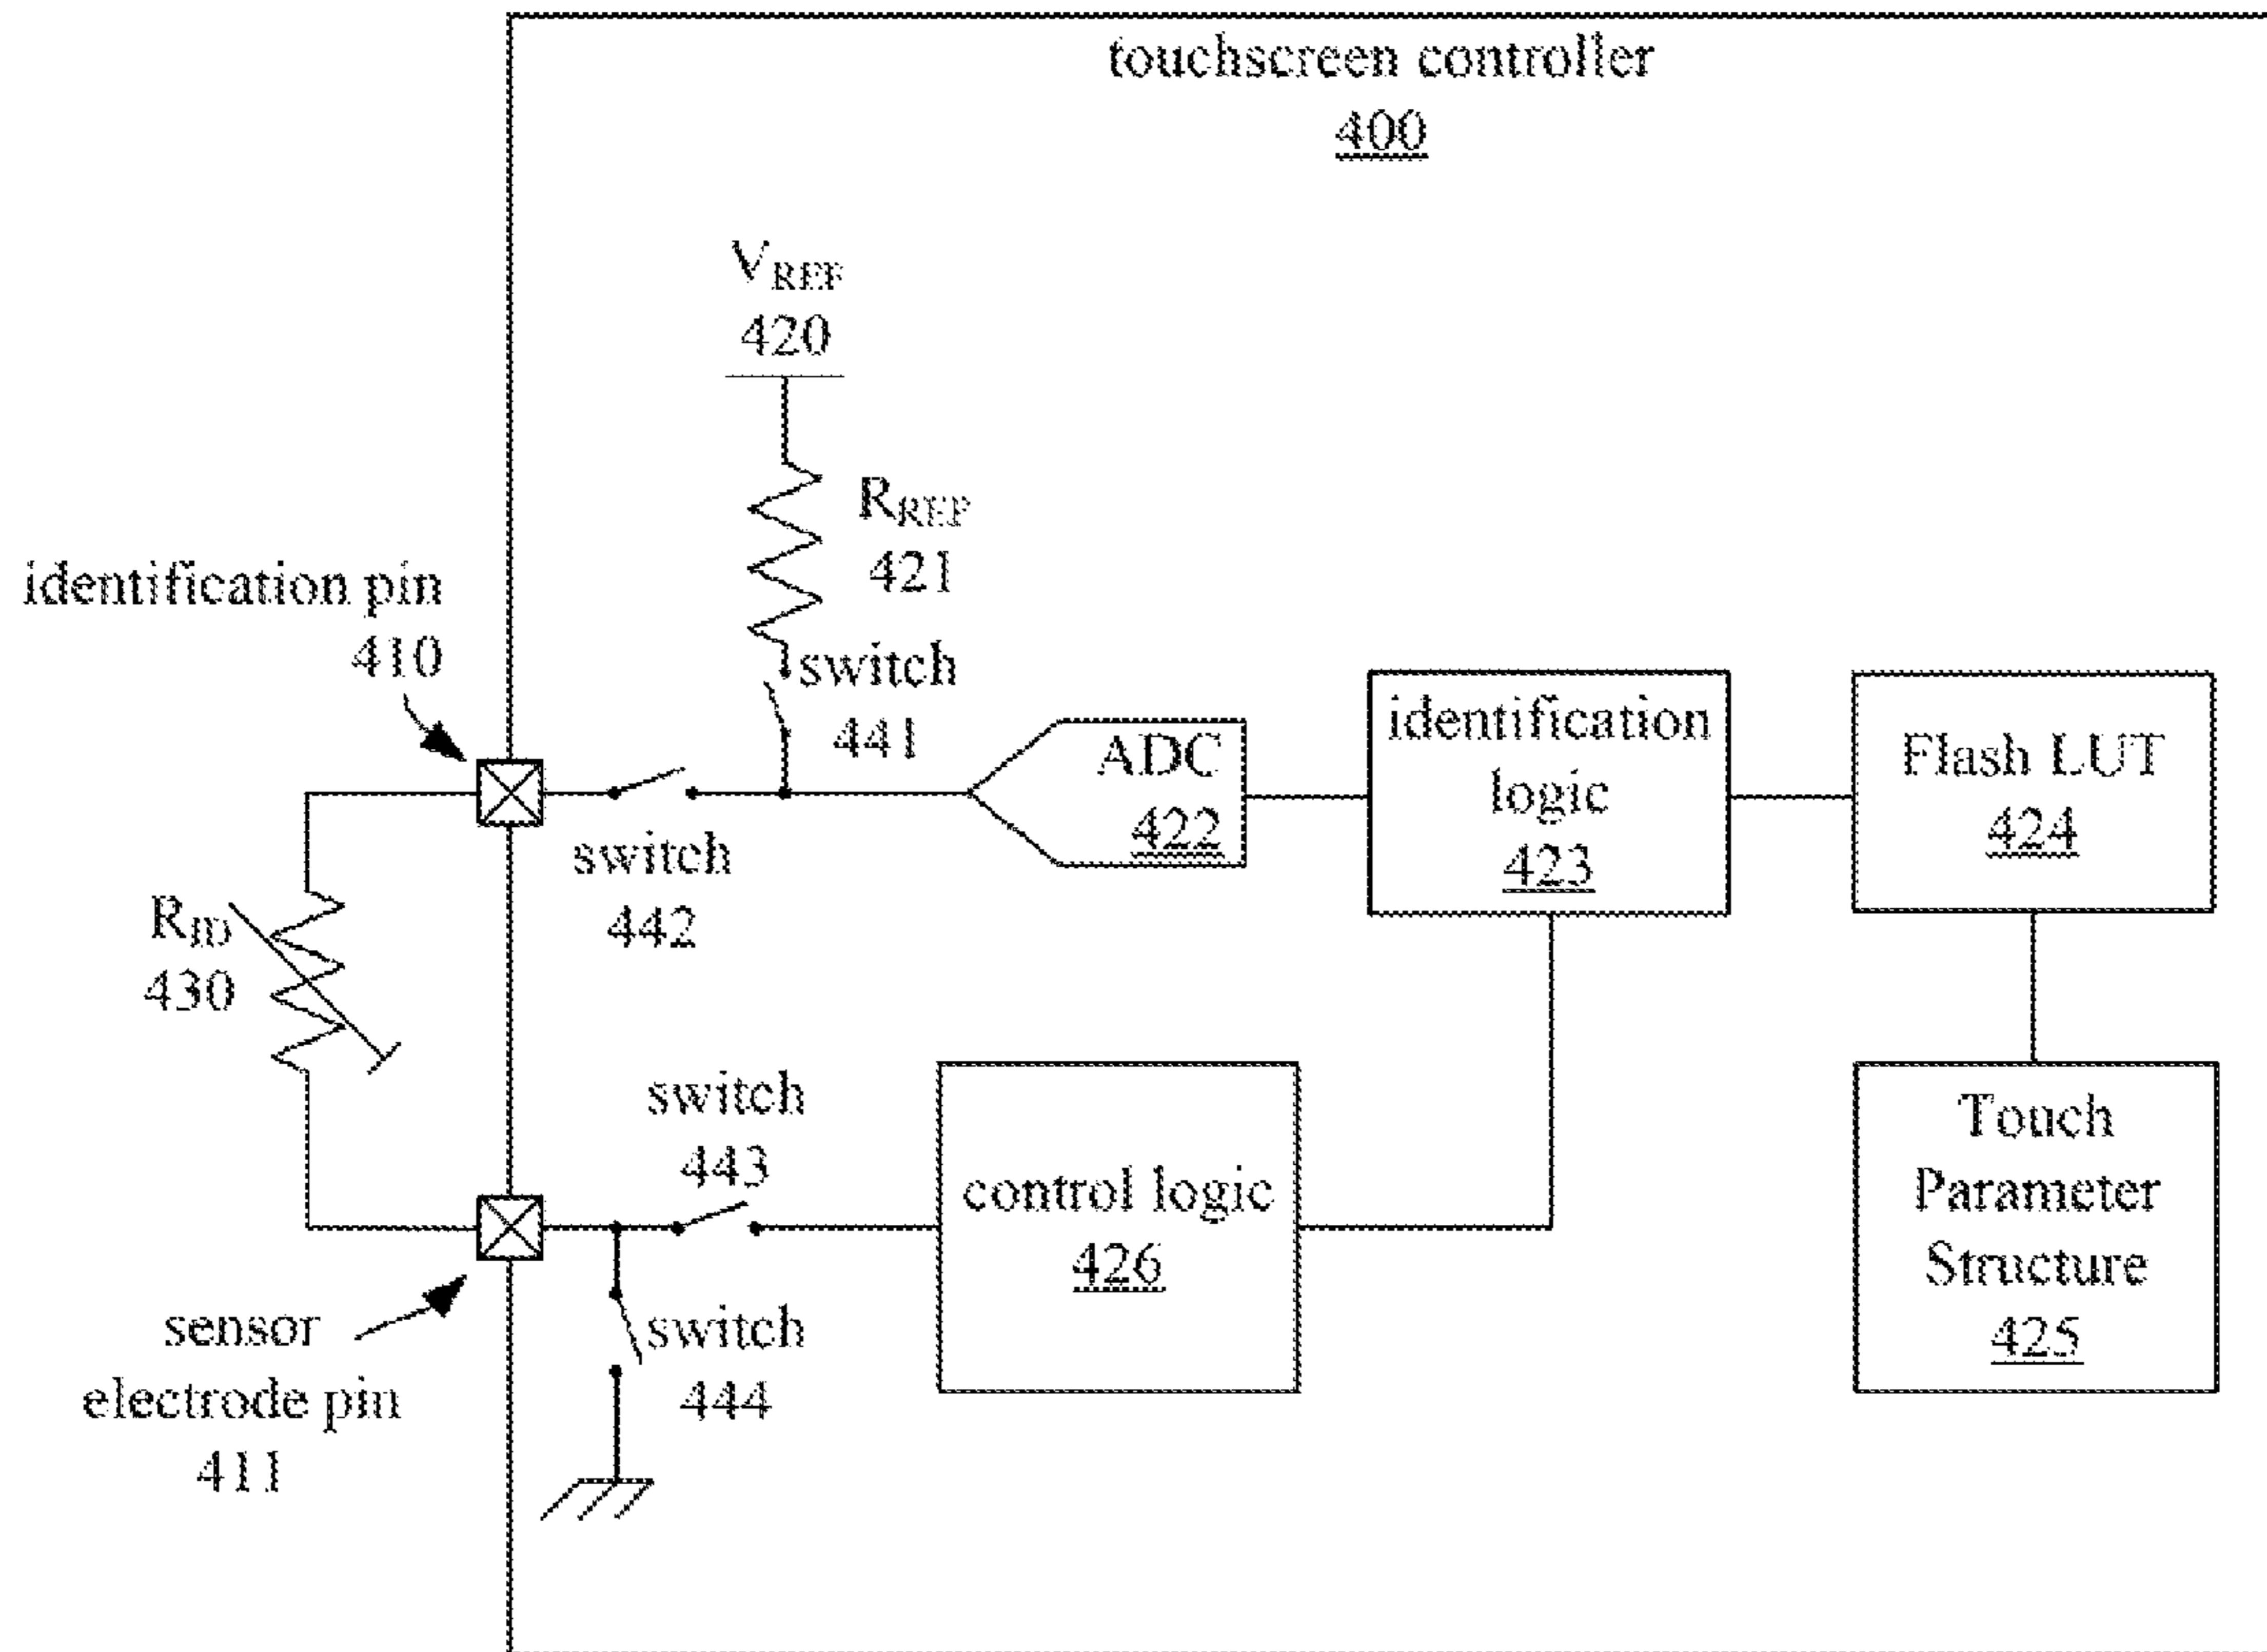 touchscreen controller
400
VREF
420
RREF
421
identification pin
410
switch
441
ADC
422
identification
logic
423
Flash LUT
424
switch
442
RID
430
switch
443
control logic
426
Touch
Parameter
Structure
425
sensor
electrode pin
411
switch
444